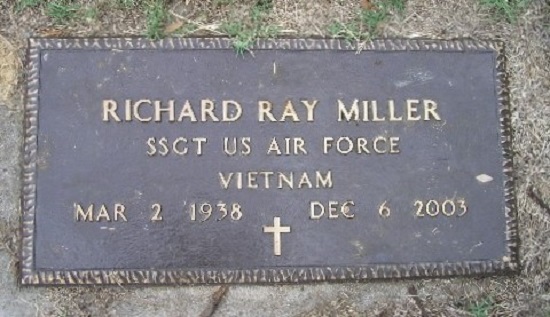 RICHARD RAY MILLER
SSGT US AIR FORCE
VIETNAM
MAR 2 1938 DEC 6 2003